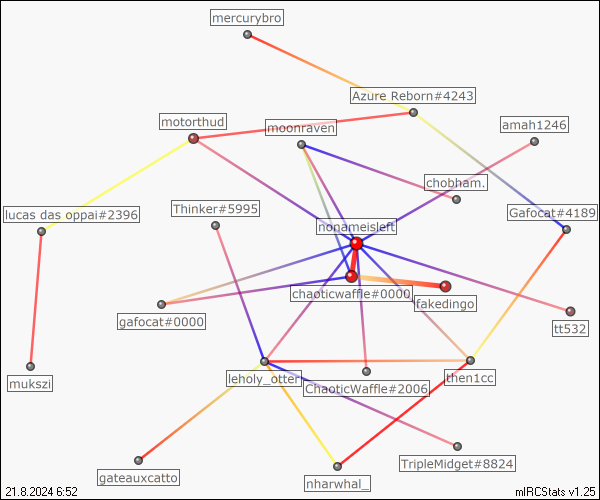 mercurybro
Azure Reborn#4243
motorthud
moonraven
amah1246
chobham.
Thinker#5995
lucas das oppai#2396
Gafocat#4189
nonameisleft
chaoticwaffle#0000
fakedingo
gafocat#0000
tt532
leholy_otter
then1cc
mukszi
ChaoticWaffle#2006
gateauxcatto
TripleMidget#8824
nharwhal_
21.8.2024 6:52
mIRCStats v1.25